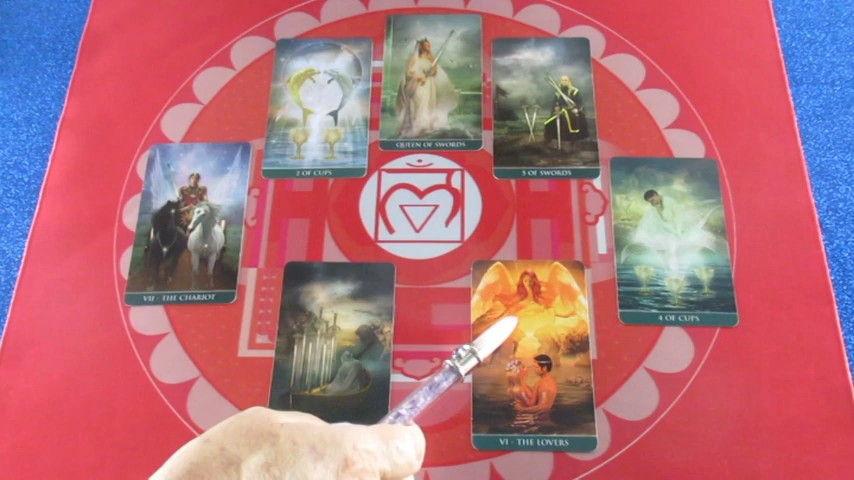 QUEEN OF SWORDS
2 OF CUPS
5 OF SWORDS
VII · THE CHARIOT
4 OF CUPS
VI · THE LOVERS